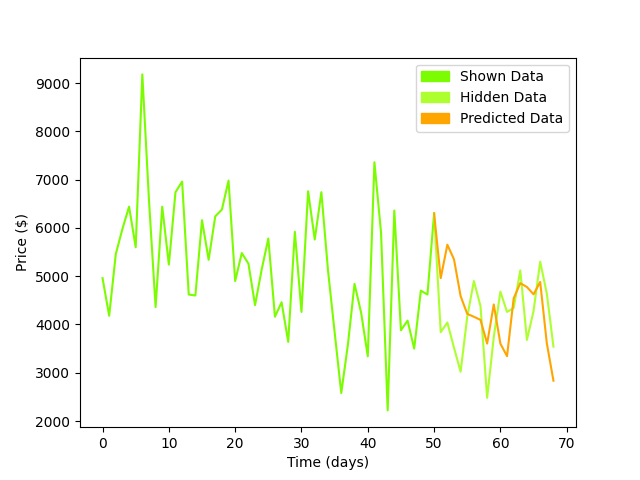 9000
8000
7000
6000
5000
4000
3000
2000
Price ($)
Shown Data
Hidden Data
Predicted Data
0 10 20 30 40 50 60 70
Time (days)